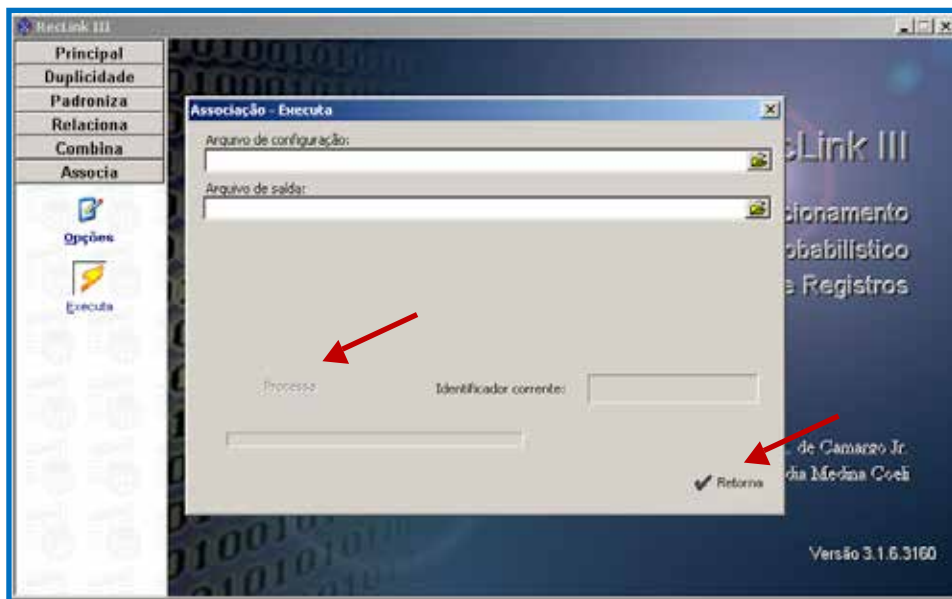 RecLink III
Principal
Duplicidade
Padroniza
Relaciona
Combina
Associa
Opções
Executa
Associação - Executa
Arquivo de configuração:
Arquivo de saída:
Processa
Identificador corrente:
Retorna
cLink III
cionamento
obabilístico
e Registros
. de Camargo Jr.
dia Medina Coeli
Versão 3.1.6.3160